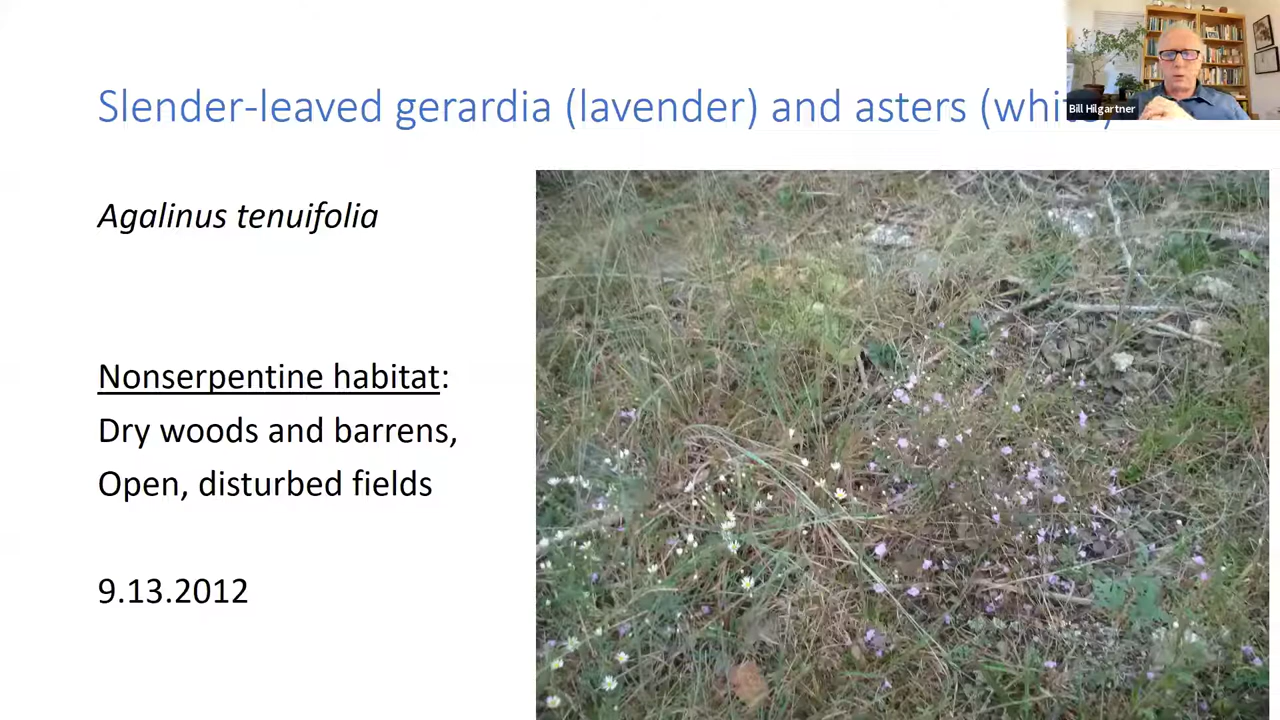 Slender-leaved gerardia (lavender) and asters (white)
Bill Hilgartner
Agalinus tenuifolia
Nonserpentine habitat:
Dry woods and barrens,
Open, disturbed fields
9.13.2012